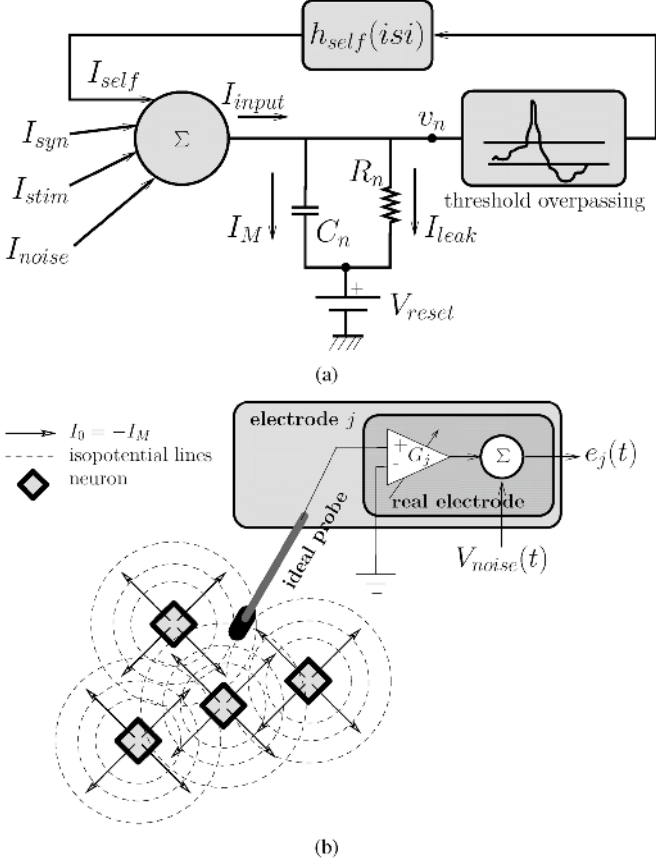 h_self(isi)
I_self
I_input
I_syn
Σ
v_n
I_stim
R_n
threshold overpassing
I_noise
I_M
C_n
I_leak
+
V_reset
(a)
electrode j
I_0 = −I_M
isopotential lines
neuron
+
-
G_j
Σ
e_j(t)
real electrode
ideal probe
V_noise(t)
(b)